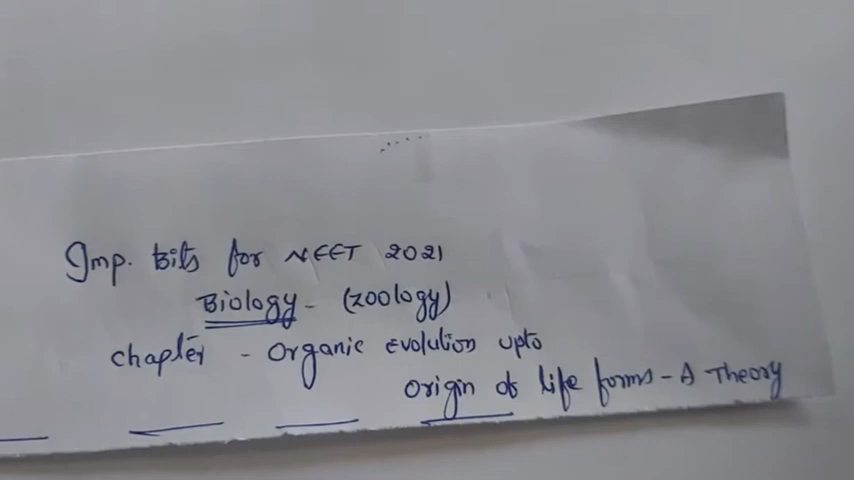 Imp. Bits for NEET 2021
Biology - (zoology)
chapter - Organic evolution upto
origin of life forms - A Theory